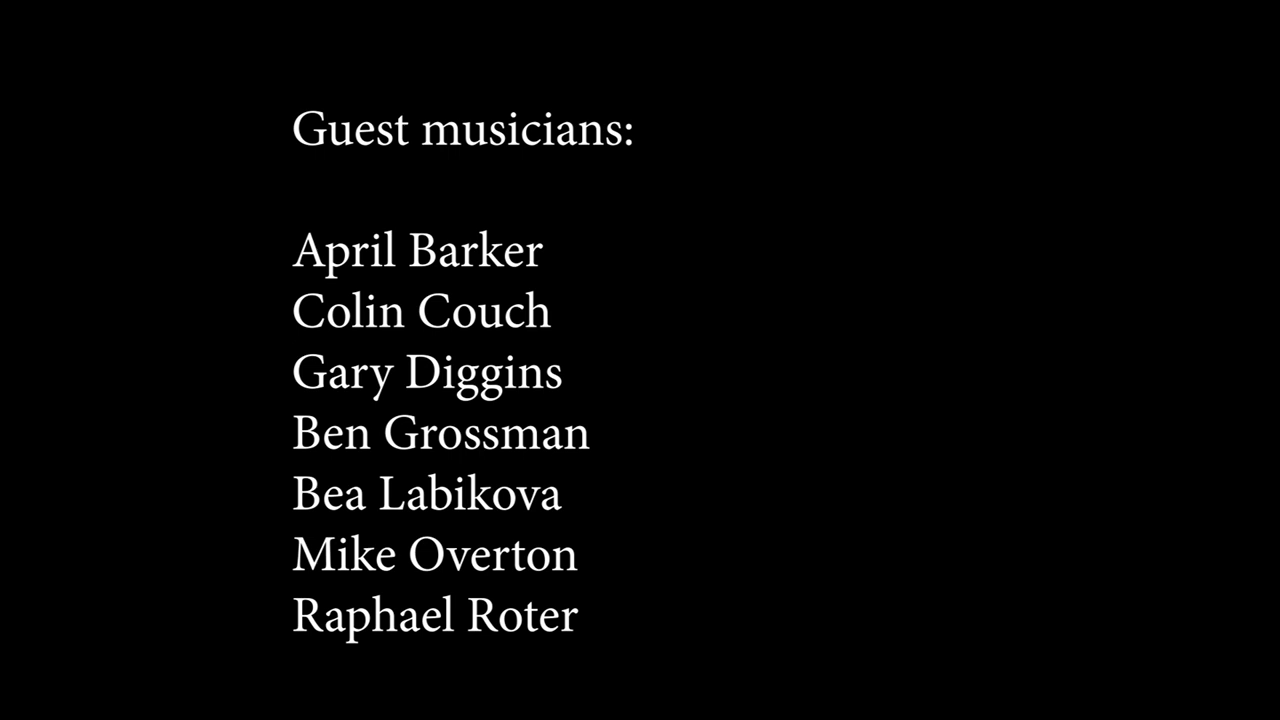 Guest musicians:
April Barker
Colin Couch
Gary Diggins
Ben Grossman
Bea Labikova
Mike Overton
Raphael Roter